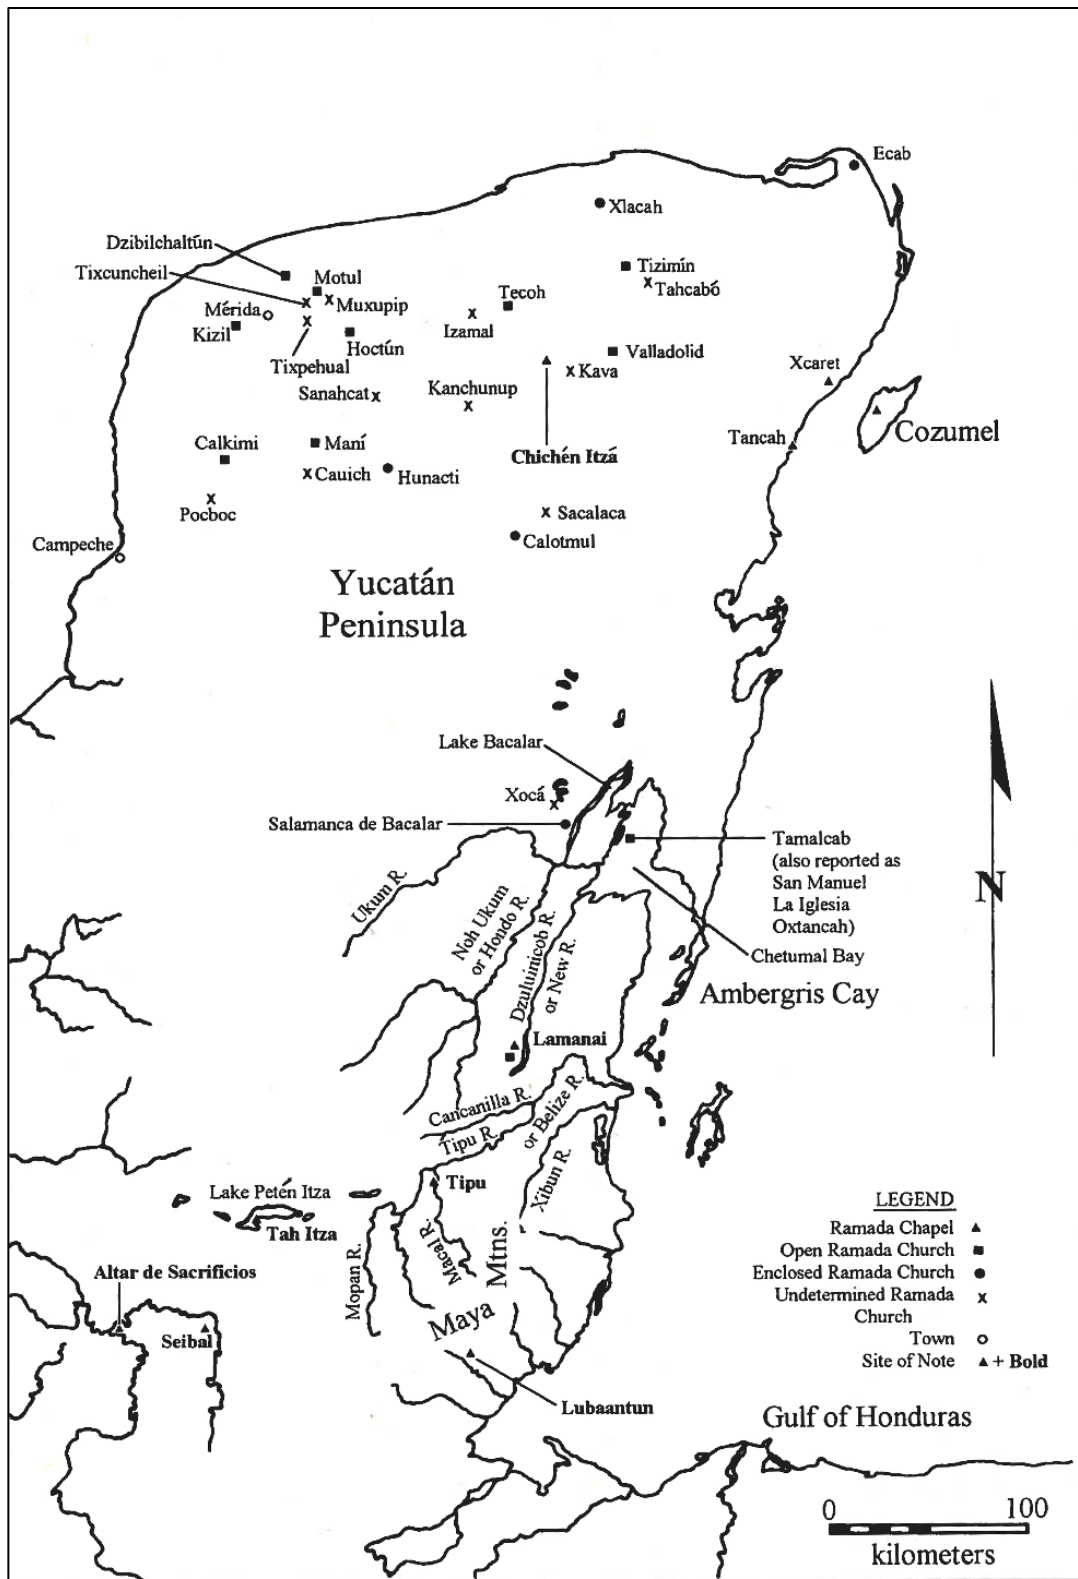 Ecab
Xlacah
Dzibilchaltún
Tizimín
Tixcuncheil
Motul
Tahcabó
Tecoh
Mérida
Muxupip
Izamal
Kizil
Hoctún
Valladolid
Tixpehual
Xcaret
Kava
Sanahcat
Kanchunup
Cozumel
Tancah
Calkimi
Maní
Chichén Itzá
Cauich
Hunacti
Pocboc
Sacalaca
Campeche
Calotmul
Yucatán
Peninsula
Lake Bacalar
Xocá
Salamanca de Bacalar
Tamalcab
(also reported as
San Manuel
La Iglesia
Oxtancah)
Ukum R.
Noh Ukum
or Hondo R.
Dzuluinicob R.
or New R.
N
Chetumal Bay
Ambergris Cay
Lamanai
Cancanilla R.
Tipu R.
or Belize R.
Xibun R.
Tipu
Lake Petén Itza
Tah Itza
Macal R.
Mopan R.
Maya
Mtns.
Altar de Sacrificios
Seibal
Lubaantun
LEGEND
Ramada Chapel ▲
Open Ramada Church ■
Enclosed Ramada Church ●
Undetermined Ramada x
Church
Town o
Site of Note ▲ + Bold
Gulf of Honduras
0 100
kilometers